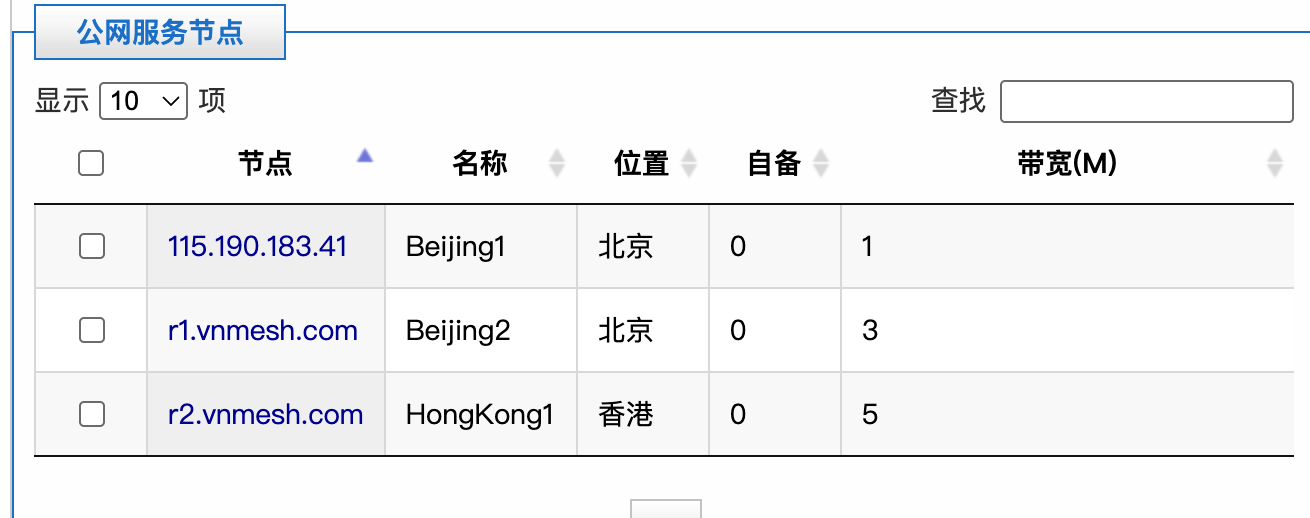 公网服务节点
显示 10 项 查找
节点 名称 位置 自备 带宽(M)
115.190.183.41 Beijing1 北京 0 1
r1.vnmesh.com Beijing2 北京 0 3
r2.vnmesh.com HongKong1 香港 0 5